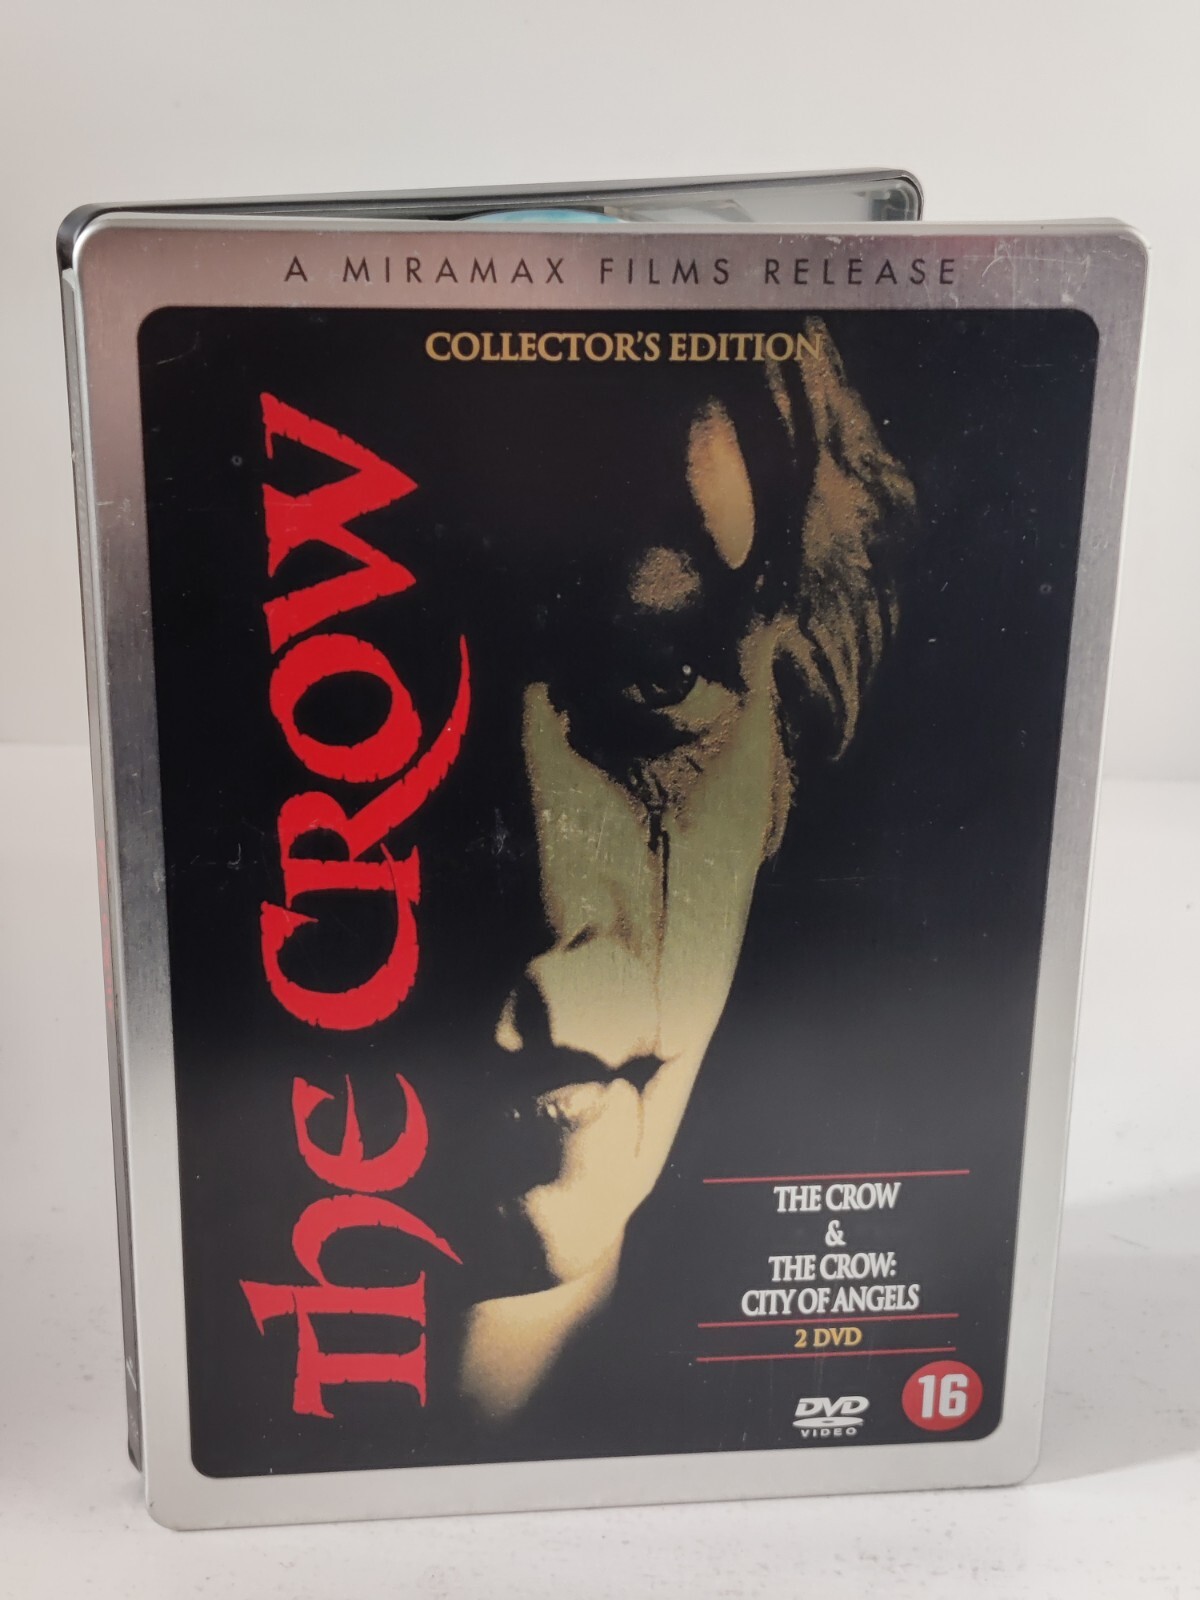 A MIRAMAX FILMS RELEASE
COLLECTOR'S EDITION
THE CROW
THE CROW
&
THE CROW:
CITY OF ANGELS
2 DVD
DVD
VIDEO
16